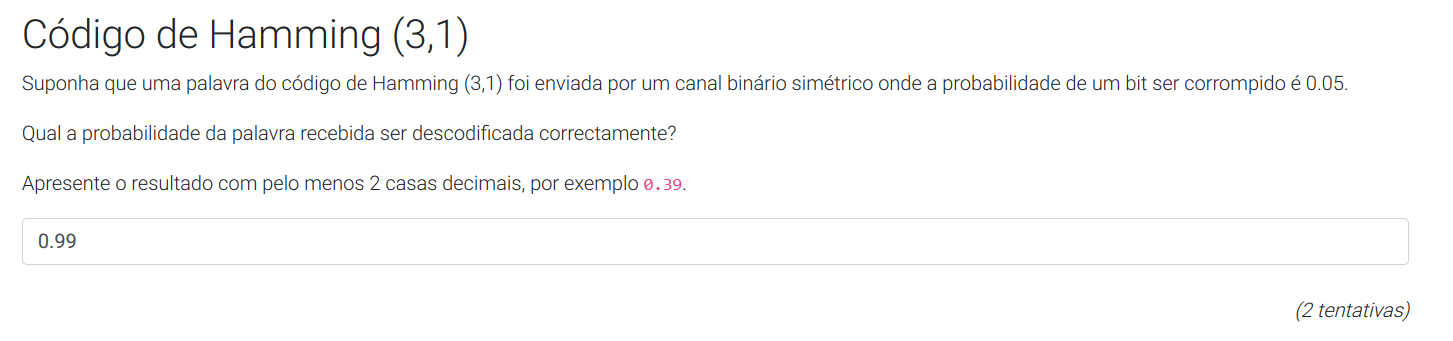 Código de Hamming (3,1)
Suponha que uma palavra do código de Hamming (3,1) foi enviada por um canal binário simétrico onde a probabilidade de um bit ser corrompido é 0.05.
Qual a probabilidade da palavra recebida ser descodificada correctamente?
Apresente o resultado com pelo menos 2 casas decimais, por exemplo 0.39.
0.99
(2 tentativas)